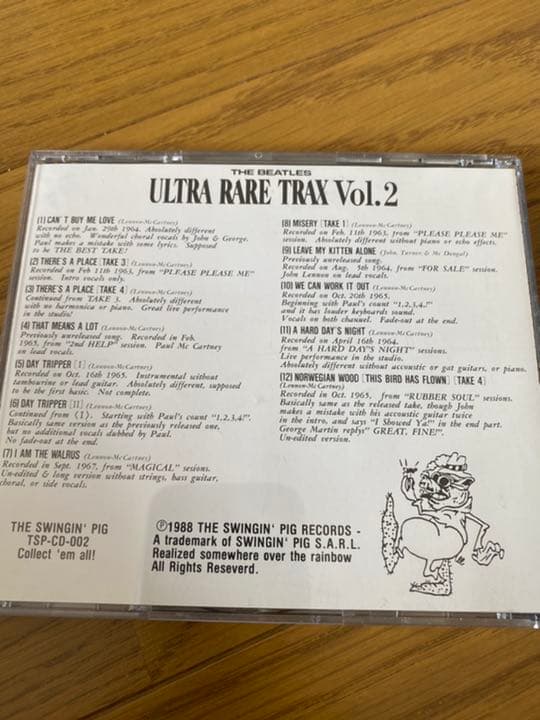 THE BEATLES
ULTRA RARE TRAX Vol.2
(1) CAN'T BUY ME LOVE (Lennon-McCartney)
Recorded on Jan. 29th 1964. Absolutely different
with no echo. Wonderful choral vocals by John & George.
Paul makes a mistake with some lyrics. Supposed
to be THE BEST TAKE!
(2) THERE'S A PLACE [TAKE 3] (Lennon-McCartney)
Recorded on Feb 11th 1963, from "PLEASE PLEASE ME"
session. Intro vocals only.
(3) THERE'S A PLACE [TAKE 4] (Lennon-McCartney)
Continued from TAKE 3. Absolutely different
with no harmonica or piano. Great live performance
in the studio!
(4) THAT MEANS A LOT (Lennon-McCartney)
Previously unreleased song. Recorded in Feb.
1965, from "2nd HELP" session. Paul Mc Cartney
on lead vocals.
(5) DAY TRIPPER [I] (Lennon-McCartney)
Recorded on Oct. 16th 1965. Instrumental without
tambourine or lead guitar. Absolutely different, supposed
to be the first basic. Not complete.
(6) DAY TRIPPER [II] (Lennon-McCartney)
Continued from (I). Starting with Paul's count "1,2,3,4!".
Basically same version as the previously released one,
but no additional vocals dubbed by Paul.
No fade-out at the end.
(7) I AM THE WALRUS (Lennon-McCartney)
Recorded in Sept. 1967, from "MAGICAL" sesions.
Un-edited & long version without strings, bass guitar,
choral, or side vocals.
(8) MISERY [TAKE 1] (Lennon-McCartney)
Recorded on Feb. 11th 1963, from "PLEASE PLEASE ME"
session. Absolutely different without piano or echo effects.
(9) LEAVE MY KITTEN ALONE (John, Turner, & Mc Dougal)
Previously unreleased song.
Recorded on Aug. 5th 1964, from "FOR SALE" session.
John Lennon on lead vocals.
(10) WE CAN WORK IT OUT (Lennon-McCartney)
Recorded on Oct. 20th 1965.
Beginning with Paul's count "1,2,3,4!"
and it has louder keyboards sound.
Vocals on both channel. Fade-out at the end.
(11) A HARD DAY'S NIGHT (Lennon-McCartney)
Recorded on April 16th 1964.
from "A HARD DAY'S NIGHT" sessions.
Live performance in the studio.
Absolutely different without acoustic or gat guitars, or piano.
(12) NORWEGIAN WOOD [THIS BIRD HAS FLOWN] [TAKE 4]
(Lennon-McCartney)
Recorded in Oct. 1965, from "RUBBER SOUL" sessions.
Basically same as the released take, though John
makes a mistake with his accoustic guitar twice
in the intro, and says "I Showed Ya!" in the end part.
George Martin replys" GREAT, FINE!".
Un-edited version.
THE SWINGIN' PIG
TSP-CD-002
Collect 'em all!
Ⓟ1988 THE SWINGIN' PIG RECORDS -
A trademark of SWINGIN' PIG S.A.R.L.
Realized somewhere over the rainbow
All Rights Reseverd.